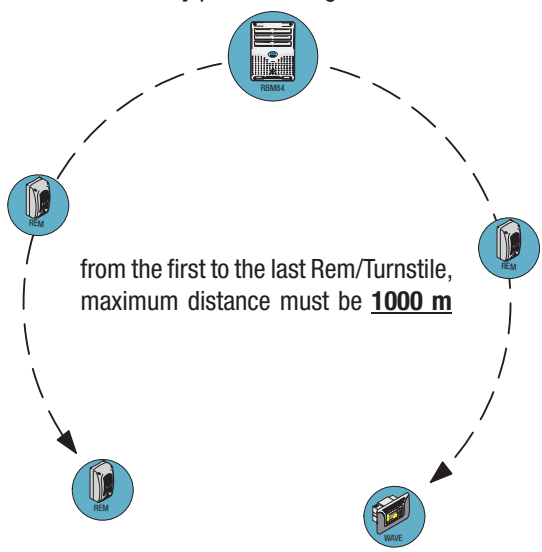 RBM84
REM
REM
from the first to the last Rem/Turnstile,
maximum distance must be 1000 m
REM
WAVE